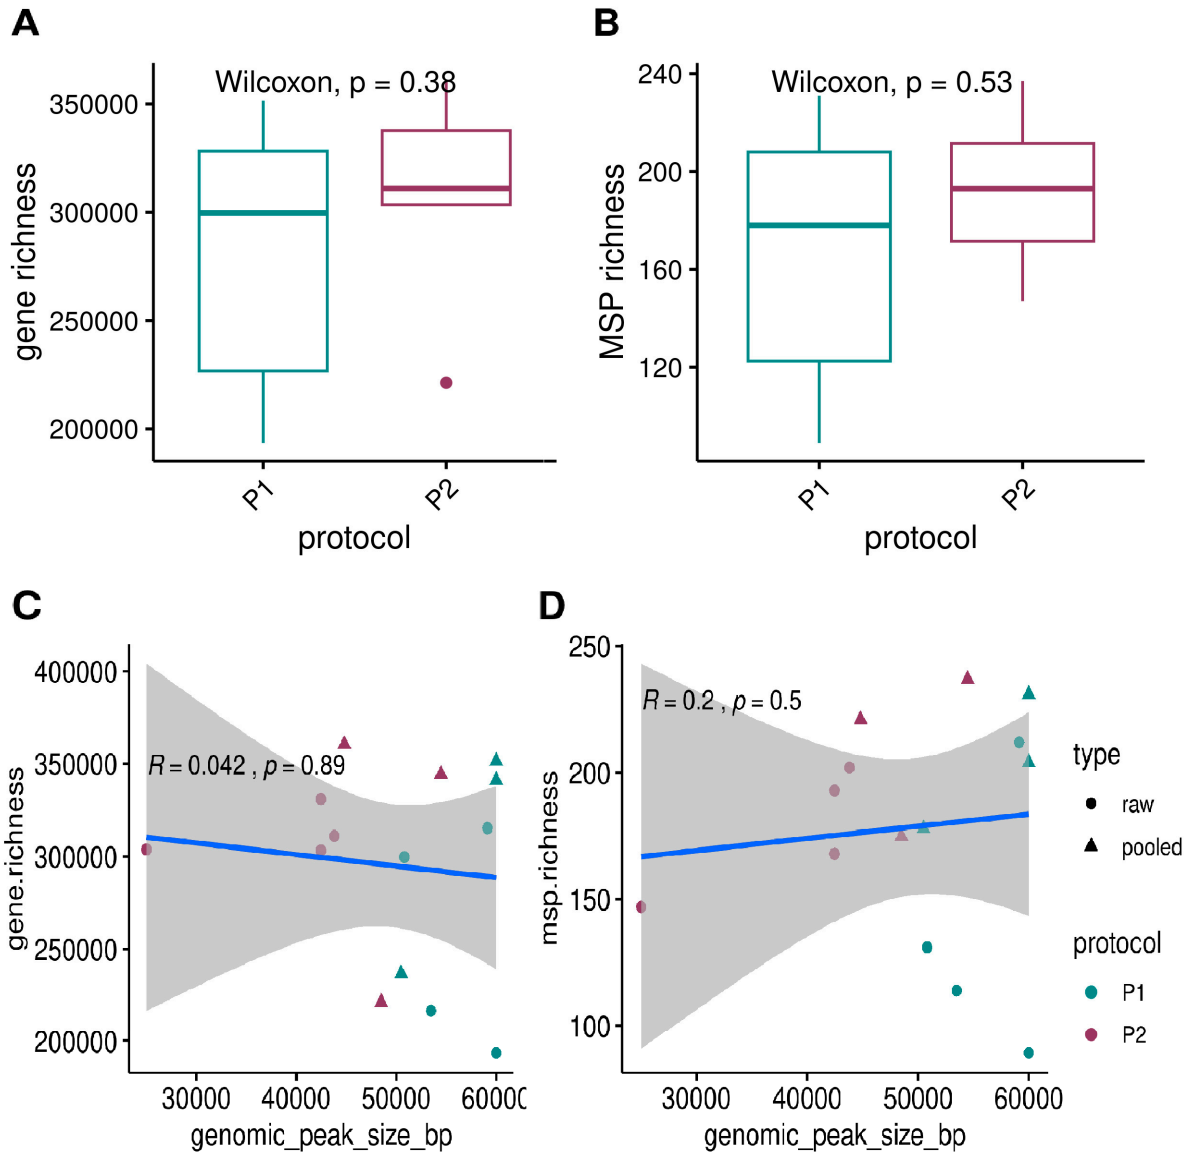 A
Wilcoxon, p = 0.38
350000
300000
250000
200000
gene richness
P1
P2
protocol
B
Wilcoxon, p = 0.53
240
200
160
120
MSP richness
P1
P2
protocol
C
R = 0.042 , p = 0.89
400000
350000
300000
250000
200000
gene.richness
30000
40000
50000
60000
genomic_peak_size_bp
D
R = 0.2 , p = 0.5
250
200
150
100
msp.richness
30000
40000
50000
60000
genomic_peak_size_bp
type
raw
pooled
protocol
P1
P2